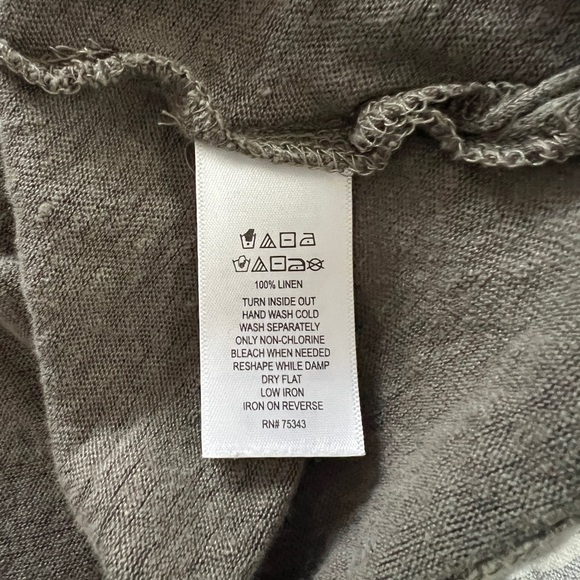 100% LINEN
TURN INSIDE OUT
HAND WASH COLD
WASH SEPARATELY
ONLY NON-CHLORINE
BLEACH WHEN NEEDED
RESHAPE WHILE DAMP
DRY FLAT
LOW IRON
IRON ON REVERSE
RN# 75343